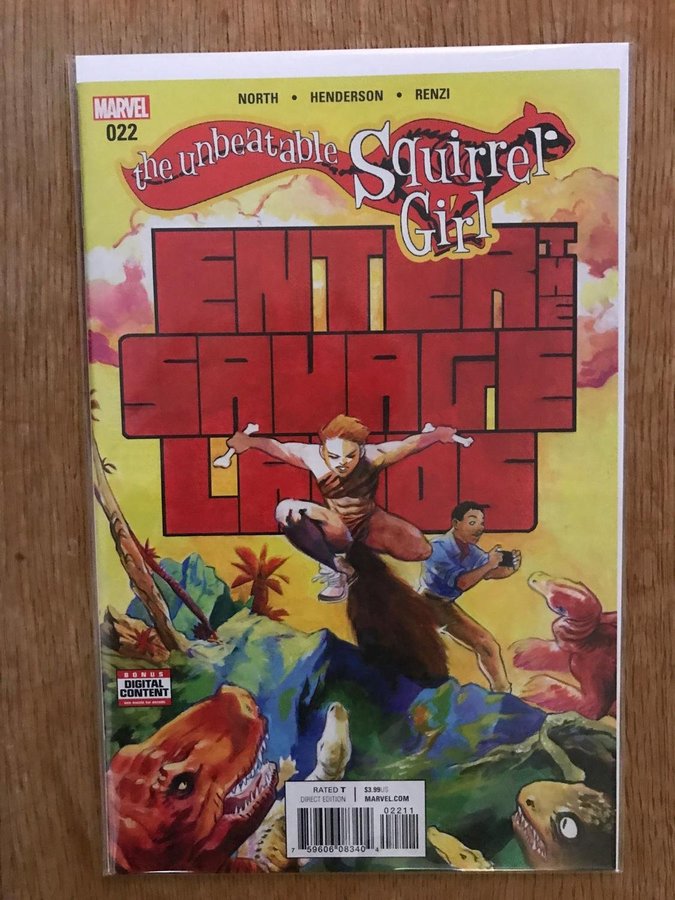 NORTH • HENDERSON • RENZI
MARVEL
022
the unbeatable
Squirrel
Girl
ENTER THE
SAVAGE
LANDS
BONUS
DIGITAL
CONTENT
RATED T
DIRECT EDITION
$3.99US
MARVEL.COM
02211
7 59606 08340 4